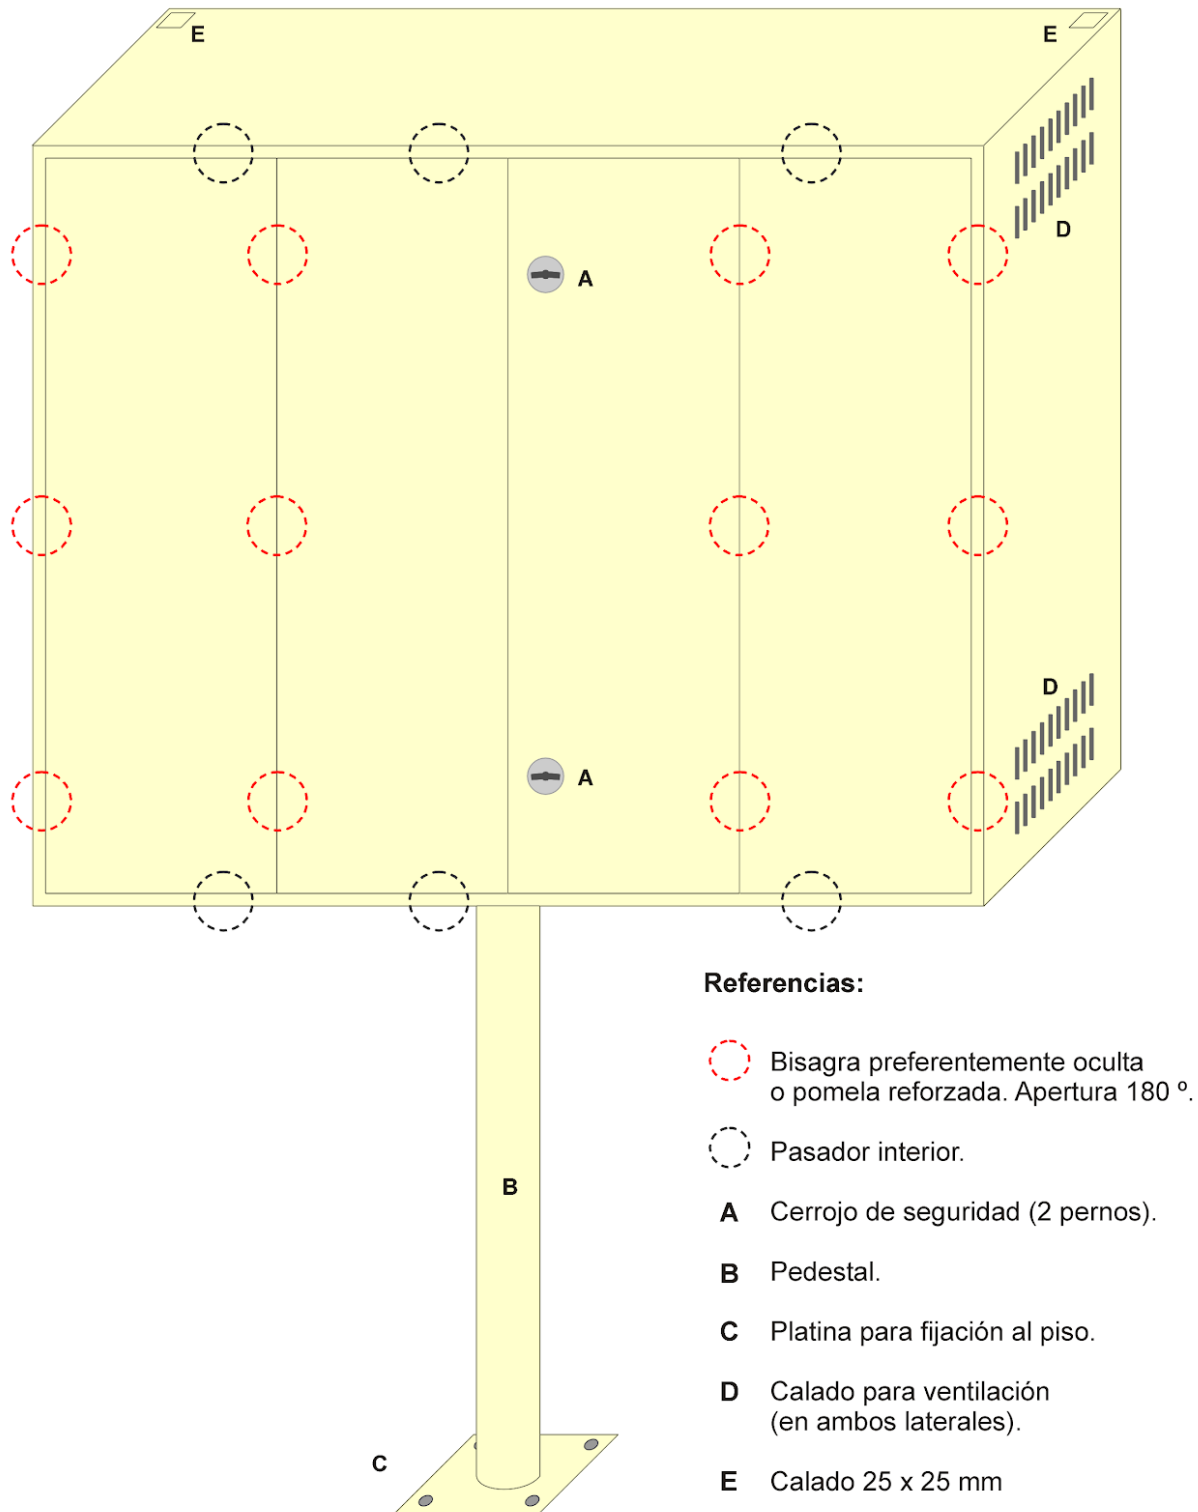 E
E
D
A
D
A
Referencias:
Bisagra preferentemente oculta
o pomela reforzada. Apertura 180 º.
Pasador interior.
B
A Cerrojo de seguridad (2 pernos).
B Pedestal.
C Platina para fijación al piso.
D Calado para ventilación
(en ambos laterales).
C
E Calado 25 x 25 mm